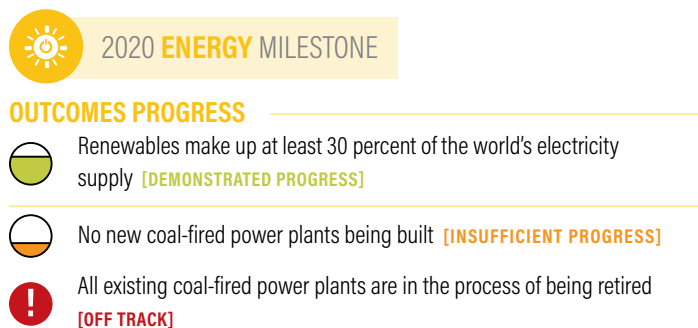 2020 ENERGY MILESTONE
OUTCOMES PROGRESS
Renewables make up at least 30 percent of the world's electricity
supply [DEMONSTRATED PROGRESS]
No new coal-fired power plants being built [INSUFFICIENT PROGRESS]
All existing coal-fired power plants are in the process of being retired
[OFF TRACK]